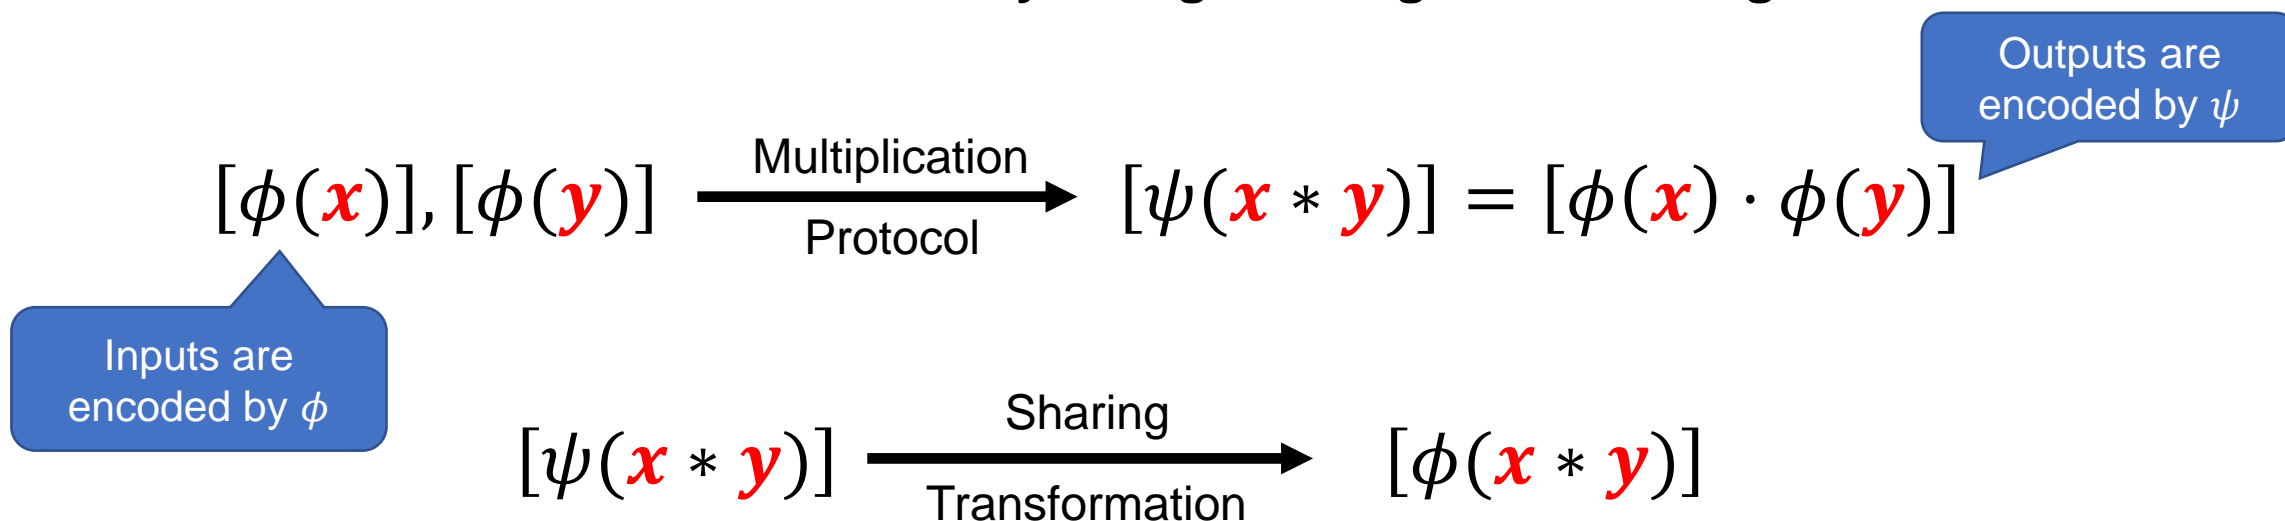 Outputs are
encoded by ψ
Multiplication
[ϕ(x)], [ϕ(y)] [ψ(x ∗ y)] = [ϕ(x) · ϕ(y)]
Protocol
Inputs are
encoded by ϕ
Sharing
[ψ(x ∗ y)] [ϕ(x ∗ y)]
Transformation